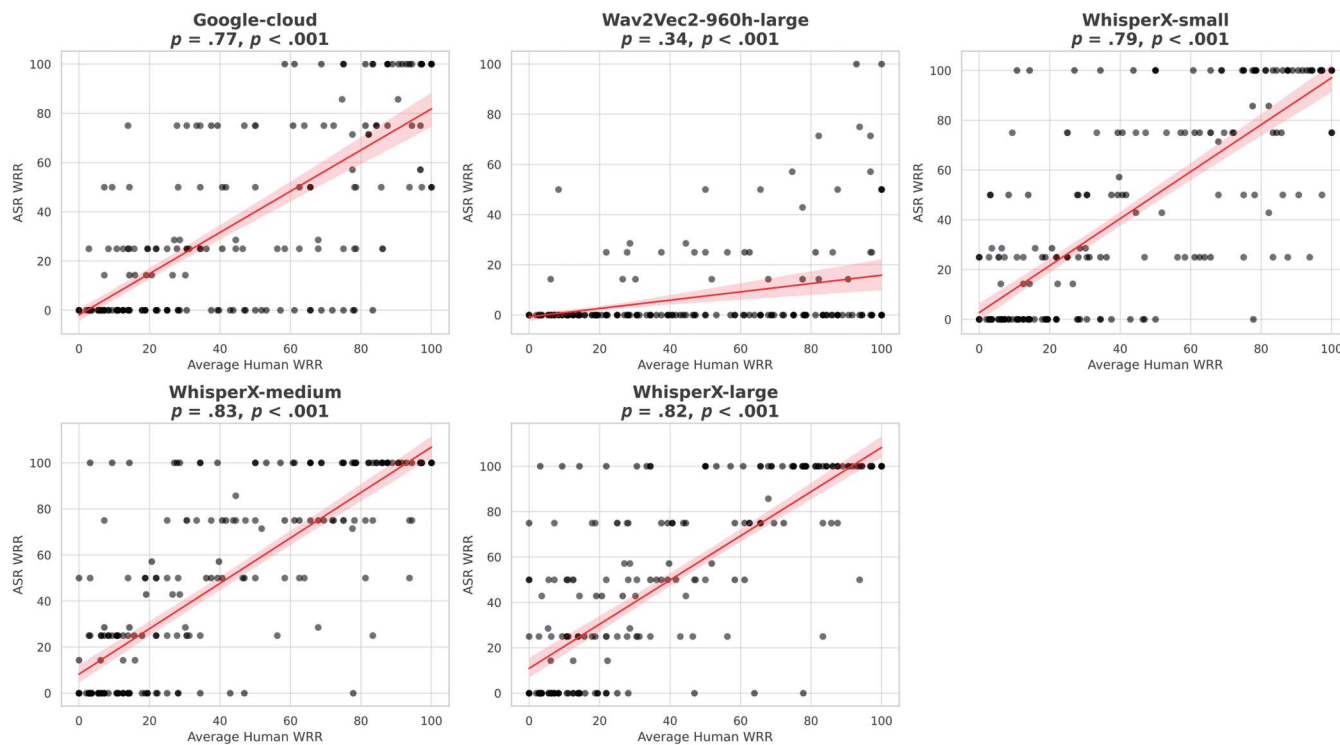 Google-cloud
p = .77, p < .001
ASR WRR
100
80
60
40
20
0
0 20 40 60 80 100
Average Human WRR
Wav2Vec2-960h-large
p = .34, p < .001
ASR WRR
100
80
60
40
20
0
0 20 40 60 80 100
Average Human WRR
WhisperX-small
p = .79, p < .001
ASR WRR
100
80
60
40
20
0
0 20 40 60 80 100
Average Human WRR
WhisperX-medium
p = .83, p < .001
ASR WRR
100
80
60
40
20
0
0 20 40 60 80 100
Average Human WRR
WhisperX-large
p = .82, p < .001
ASR WRR
100
80
60
40
20
0
0 20 40 60 80 100
Average Human WRR